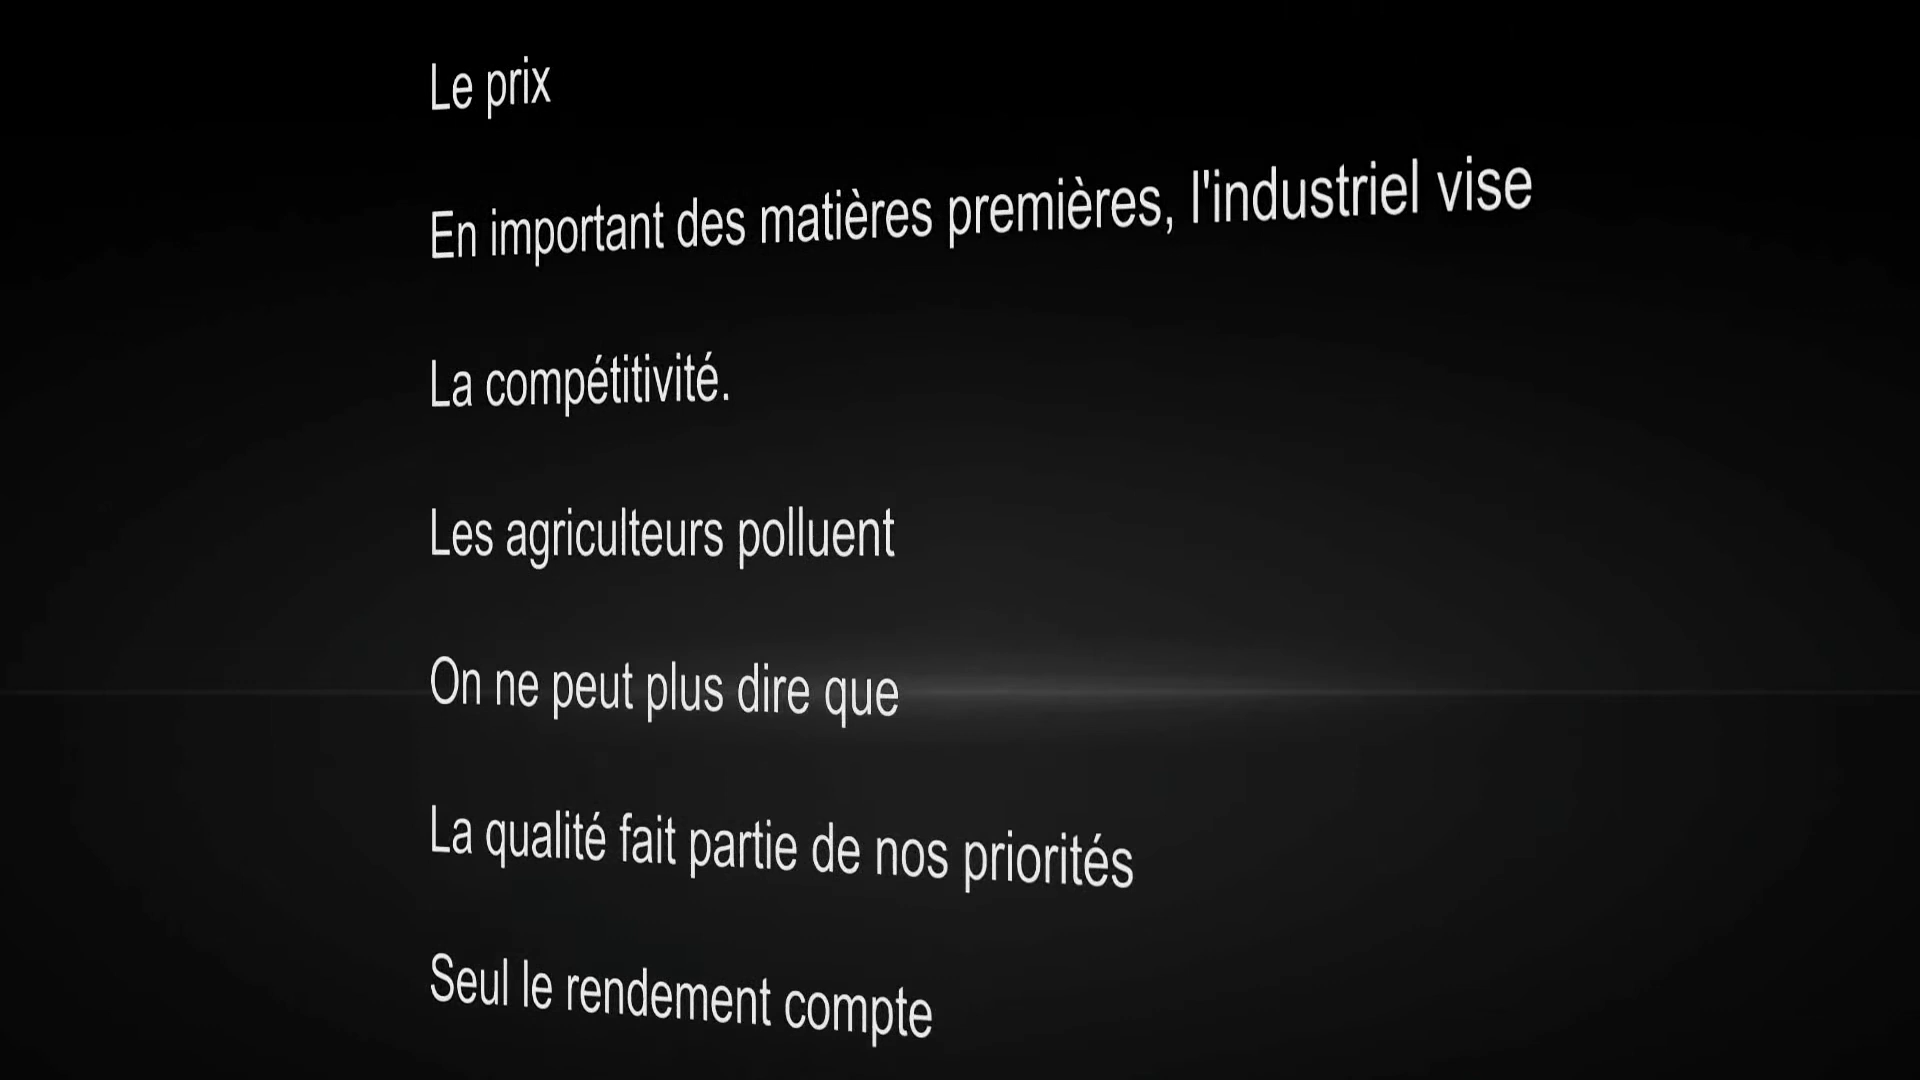 Le prix
En important des matières premières, l'industriel vise
La compétitivité.
Les agriculteurs polluent
On ne peut plus dire que
La qualité fait partie de nos priorités
Seul le rendement compte